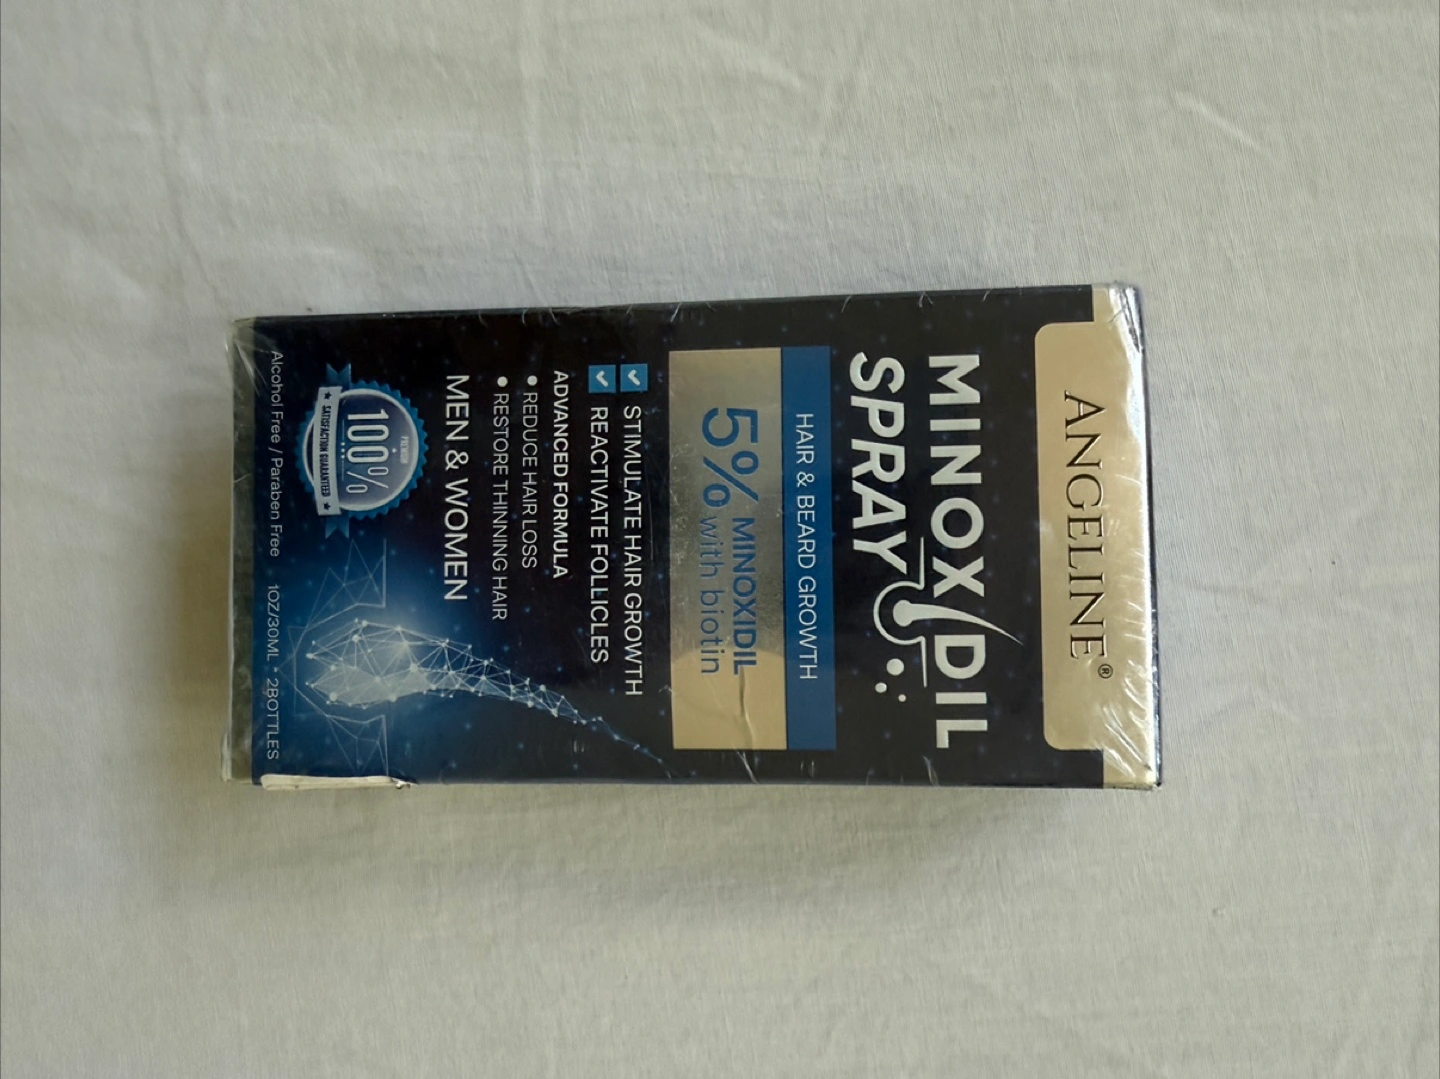 ANGELINE®
MINOXIDIL
SPRAY
HAIR & BEARD GROWTH
5% MINOXIDIL
with biotin
STIMULATE HAIR GROWTH
REACTIVATE FOLLICLES
ADVANCED FORMULA
• REDUCE HAIR LOSS
• RESTORE THINNING HAIR
MEN & WOMEN
PREMIUM
100%
SATISFACTION GUARANTEED
Alcohol Free / Paraben Free 1OZ/30ML * 2BOTTLES